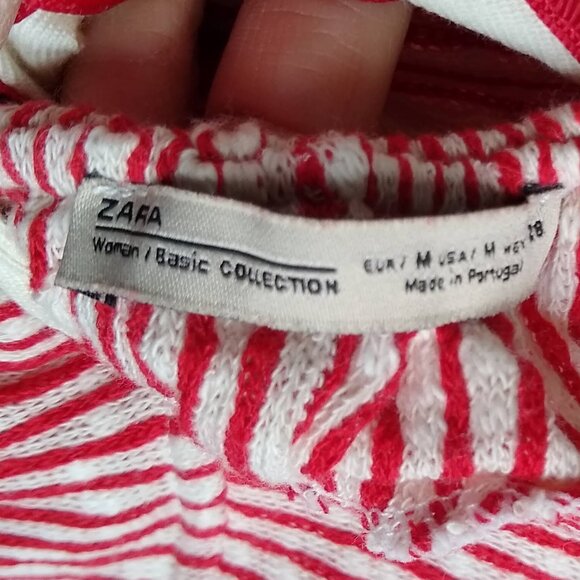 ZARA
Woman / Basic COLLECTION
EUR / M USA / M MEX 28
Made in Portugal